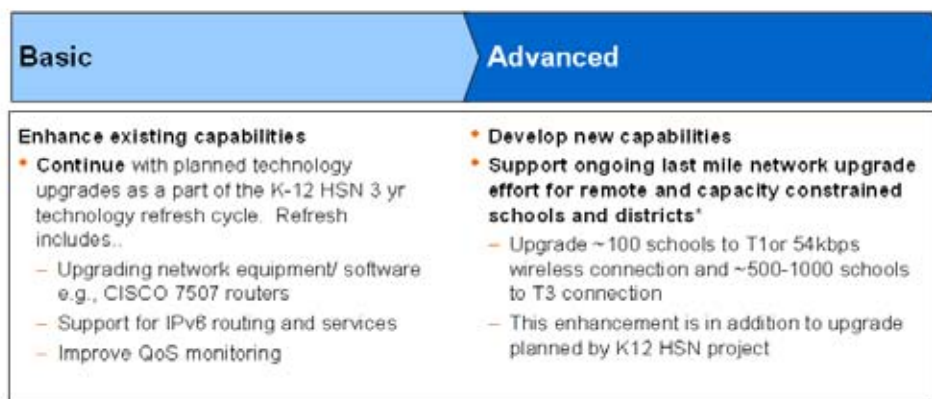 Basic
Advanced
Enhance existing capabilities
• Continue with planned technology
upgrades as a part of the K-12 HSN 3 yr
technology refresh cycle. Refresh
includes..
– Upgrading network equipment/ software
e.g., CISCO 7507 routers
– Support for IPv6 routing and services
– Improve QoS monitoring
• Develop new capabilities
• Support ongoing last mile network upgrade
effort for remote and capacity constrained
schools and districts*
– Upgrade ~100 schools to T1or 54kbps
wireless connection and ~500-1000 schools
to T3 connection
– This enhancement is in addition to upgrade
planned by K12 HSN project